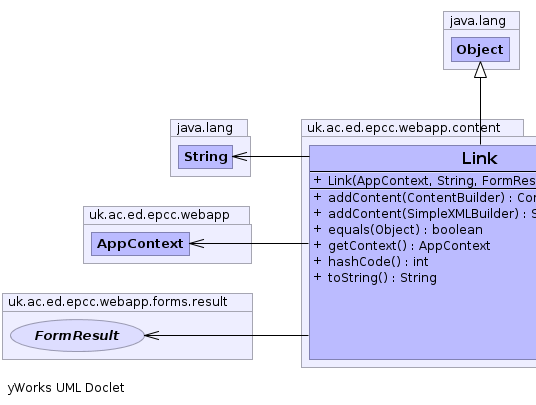 java.lang
Object
java.lang
String
uk.ac.ed.epcc.webapp.content
Link
+ Link(AppContext, String, FormRes
+ addContent(ContentBuilder) : Con
+ addContent(SimpleXMLBuilder) : S
+ equals(Object) : boolean
+ getContext() : AppContext
+ hashCode() : int
+ toString() : String
uk.ac.ed.epcc.webapp
AppContext
uk.ac.ed.epcc.webapp.forms.result
FormResult
yWorks UML Doclet